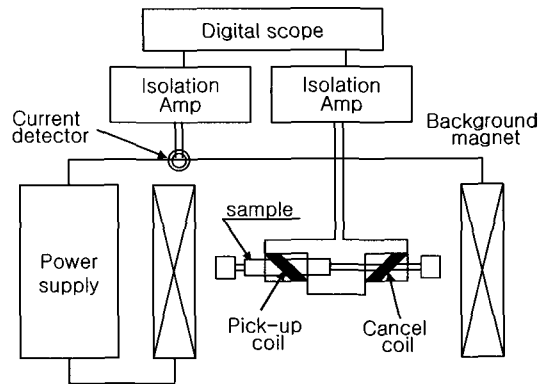 Digital scope
Isolation
Amp
Isolation
Amp
Current
detector
Background
magnet
sample
Power
supply
Pick-up
coil
Cancel
coil